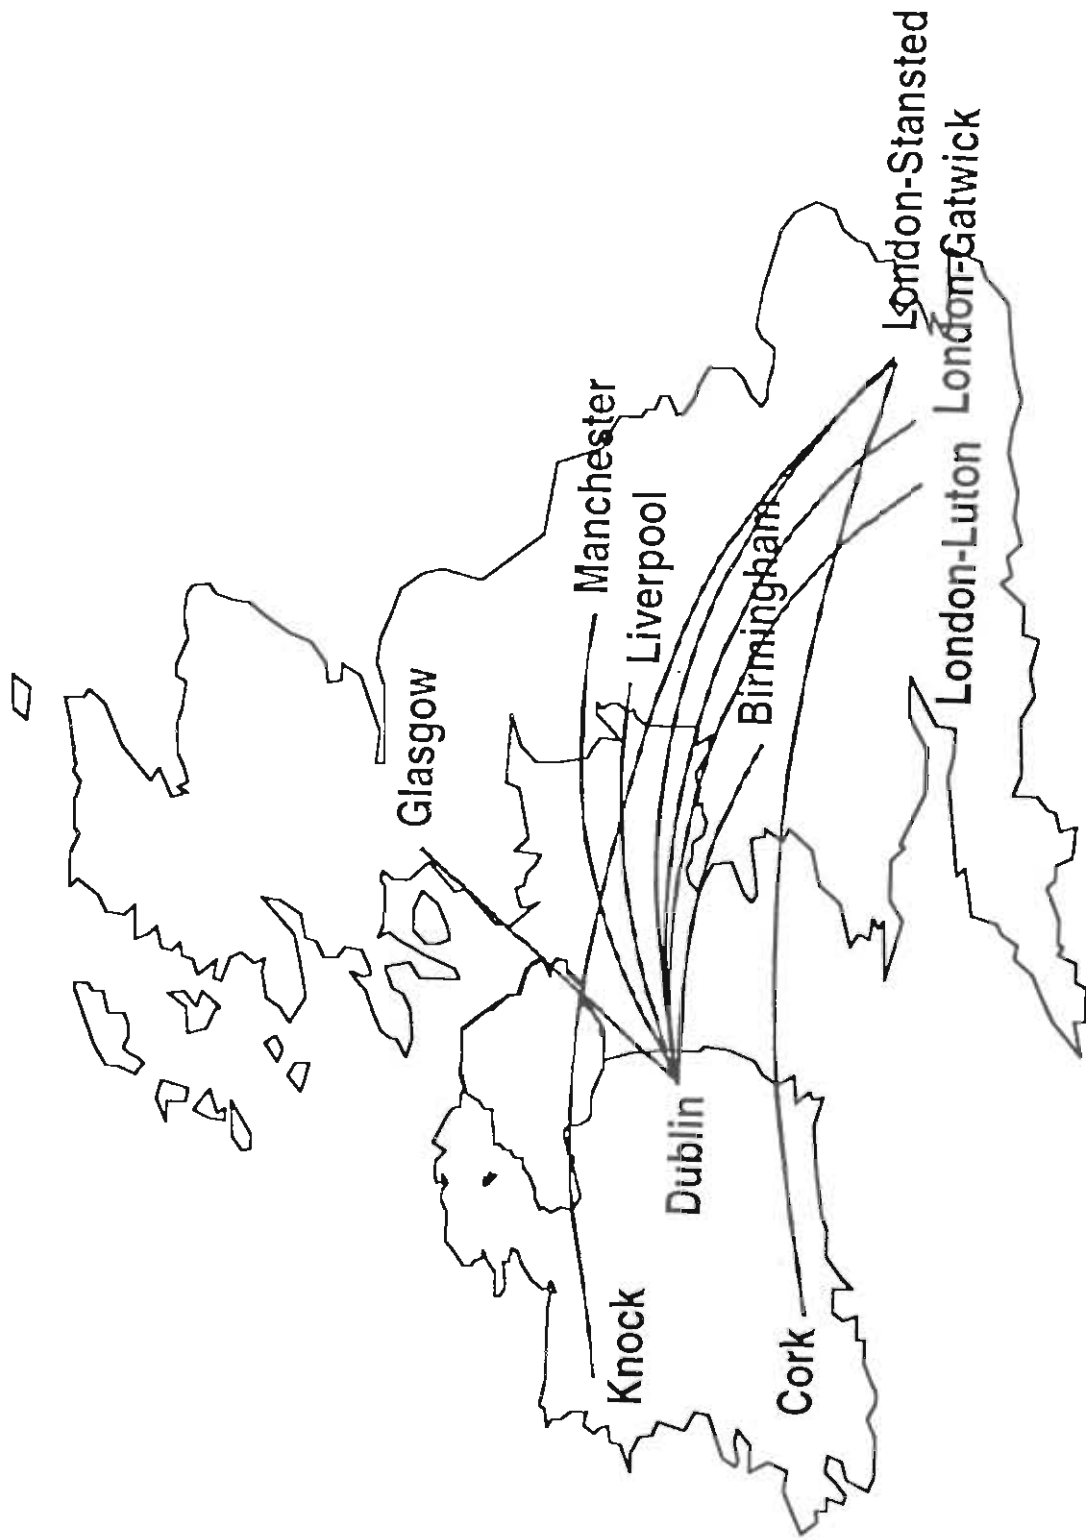 Glasgow
Manchester
Liverpool
Birmingham
Knock
Dublin
Cork
London-Stansted
London-Gatwick
London-Luton